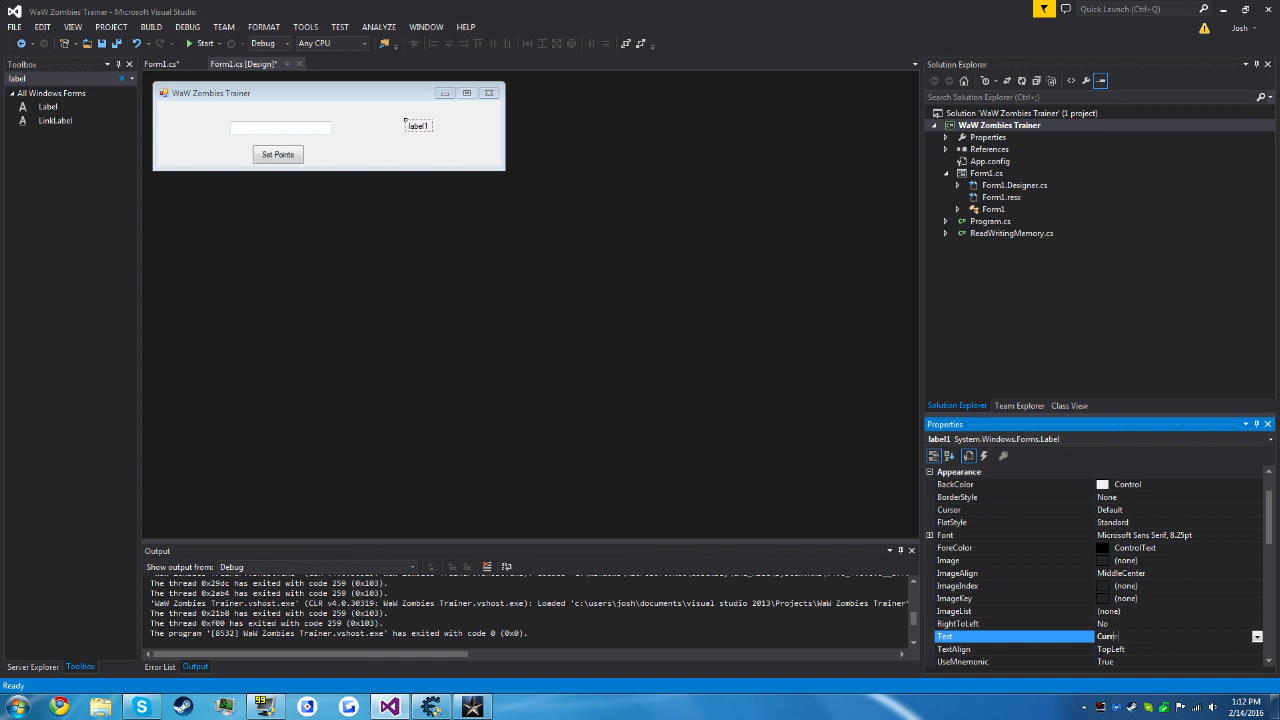 WaW Zombies Trainer - Microsoft Visual Studio
Quick Launch (Ctrl+Q)
FILE EDIT VIEW PROJECT BUILD DEBUG TEAM FORMAT TOOLS TEST ANALYZE WINDOW HELP
Josh
Start Debug Any CPU
Toolbox
label
All Windows Forms
A Label
A LinkLabel
Form1.cs* Form1.cs [Design]*
WaW Zombies Trainer
label1
Set Points
Solution Explorer
Search Solution Explorer (Ctrl+;)
Solution 'WaW Zombies Trainer' (1 project)
WaW Zombies Trainer
Properties
References
App.config
Form1.cs
Form1.Designer.cs
Form1.resx
Form1
Program.cs
ReadWritingMemory.cs
Solution Explorer Team Explorer Class View
Properties
label1 System.Windows.Forms.Label
Appearance
BackColor Control
BorderStyle None
Cursor Default
FlatStyle Standard
Font Microsoft Sans Serif, 8.25pt
ForeColor ControlText
Image (none)
ImageAlign MiddleCenter
ImageIndex (none)
ImageKey (none)
ImageList (none)
RightToLeft No
Text Curr
TextAlign TopLeft
UseMnemonic True
Output
Show output from: Debug
The thread 0x29dc has exited with code 259 (0x103).
The thread 0x2ab4 has exited with code 259 (0x103).
'WaW Zombies Trainer.vshost.exe' (CLR v4.0.30319: WaW Zombies Trainer.vshost.exe): Loaded 'c:\users\josh\documents\visual studio 2013\Projects\WaW Zombies Trainer'
The thread 0x21b8 has exited with code 259 (0x103).
has exited with code 259 (0x103).
The program '[8532] WaW Zombies Trainer.vshost.exe' has exited with code 0 (0x0).
Server Explorer Toolbox
Error List Output
Ready
99
1:12 PM
2/14/2016